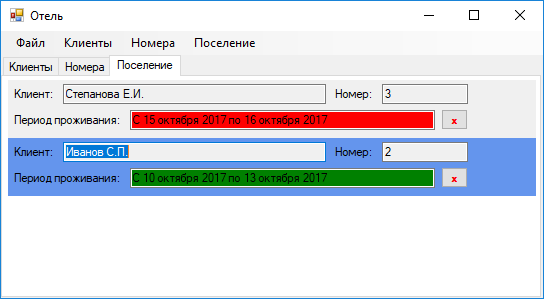 Отель
Файл Клиенты Номера Поселение
Клиенты Номера Поселение
Клиент: Степанова Е.И. Номер: 3
Период проживания: С 15 октября 2017 по 16 октября 2017 x
Клиент: Иванов С.П. Номер: 2
Период проживания: С 10 октября 2017 по 13 октября 2017 x